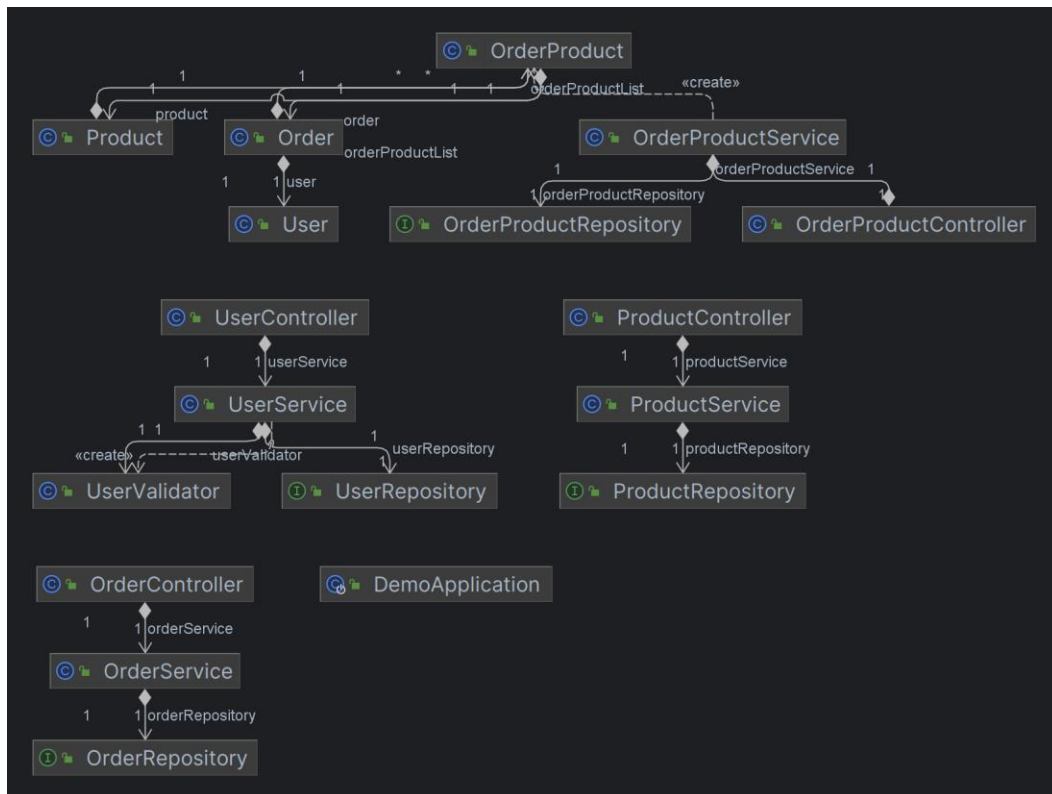 OrderProduct
1 1 * *
1 1 1 1 orderProductList «create»
product
Product Order order OrderProductService
orderProductList
1 orderProductService 1
1 1 user 1 orderProductRepository 1
User OrderProductRepository OrderProductController
UserController ProductController
1 1 userService 1 1 productService
UserService ProductService
1 1 1 userRepository 1 1 productRepository
«create» userValidator 1
UserValidator UserRepository ProductRepository
OrderController DemoApplication
1 1 orderService
OrderService
1 1 orderRepository
OrderRepository